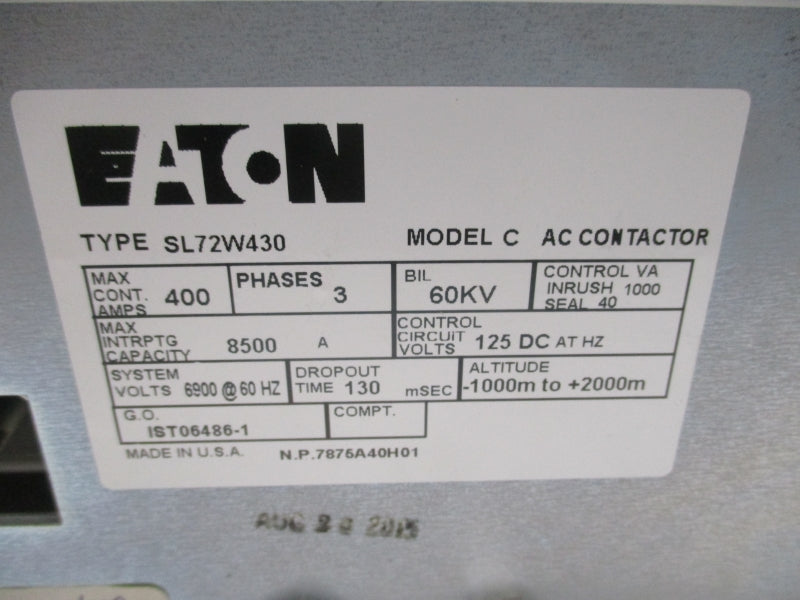 EATON
TYPE SL72W430 MODEL C AC CONTACTOR
MAX CONT. AMPS 400
PHASES 3
BIL 60KV
CONTROL VA INRUSH 1000 SEAL 40
MAX INTRPTG CAPACITY 8500 A
CONTROL CIRCUIT VOLTS 125 DC AT HZ
SYSTEM VOLTS 6900 @ 60 HZ
DROPOUT TIME 130 mSEC
ALTITUDE -1000m to +2000m
G.O. IST06486-1
COMPT.
MADE IN U.S.A. N.P.7875A40H01
AUG